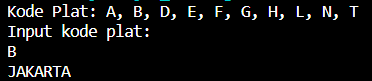 Kode Plat: A, B, D, E, F, G, H, L, N, T
Input kode plat:
B
JAKARTA